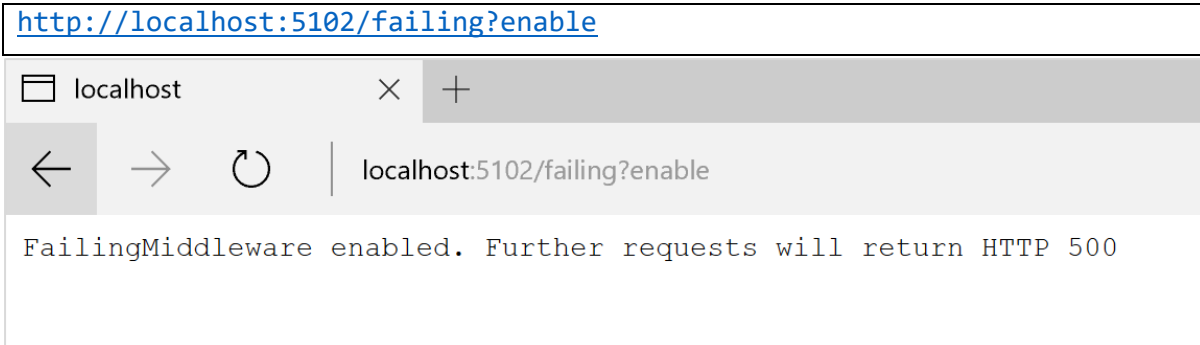 http://localhost:5102/failing?enable
localhost
localhost:5102/failing?enable
FailingMiddleware enabled. Further requests will return HTTP 500